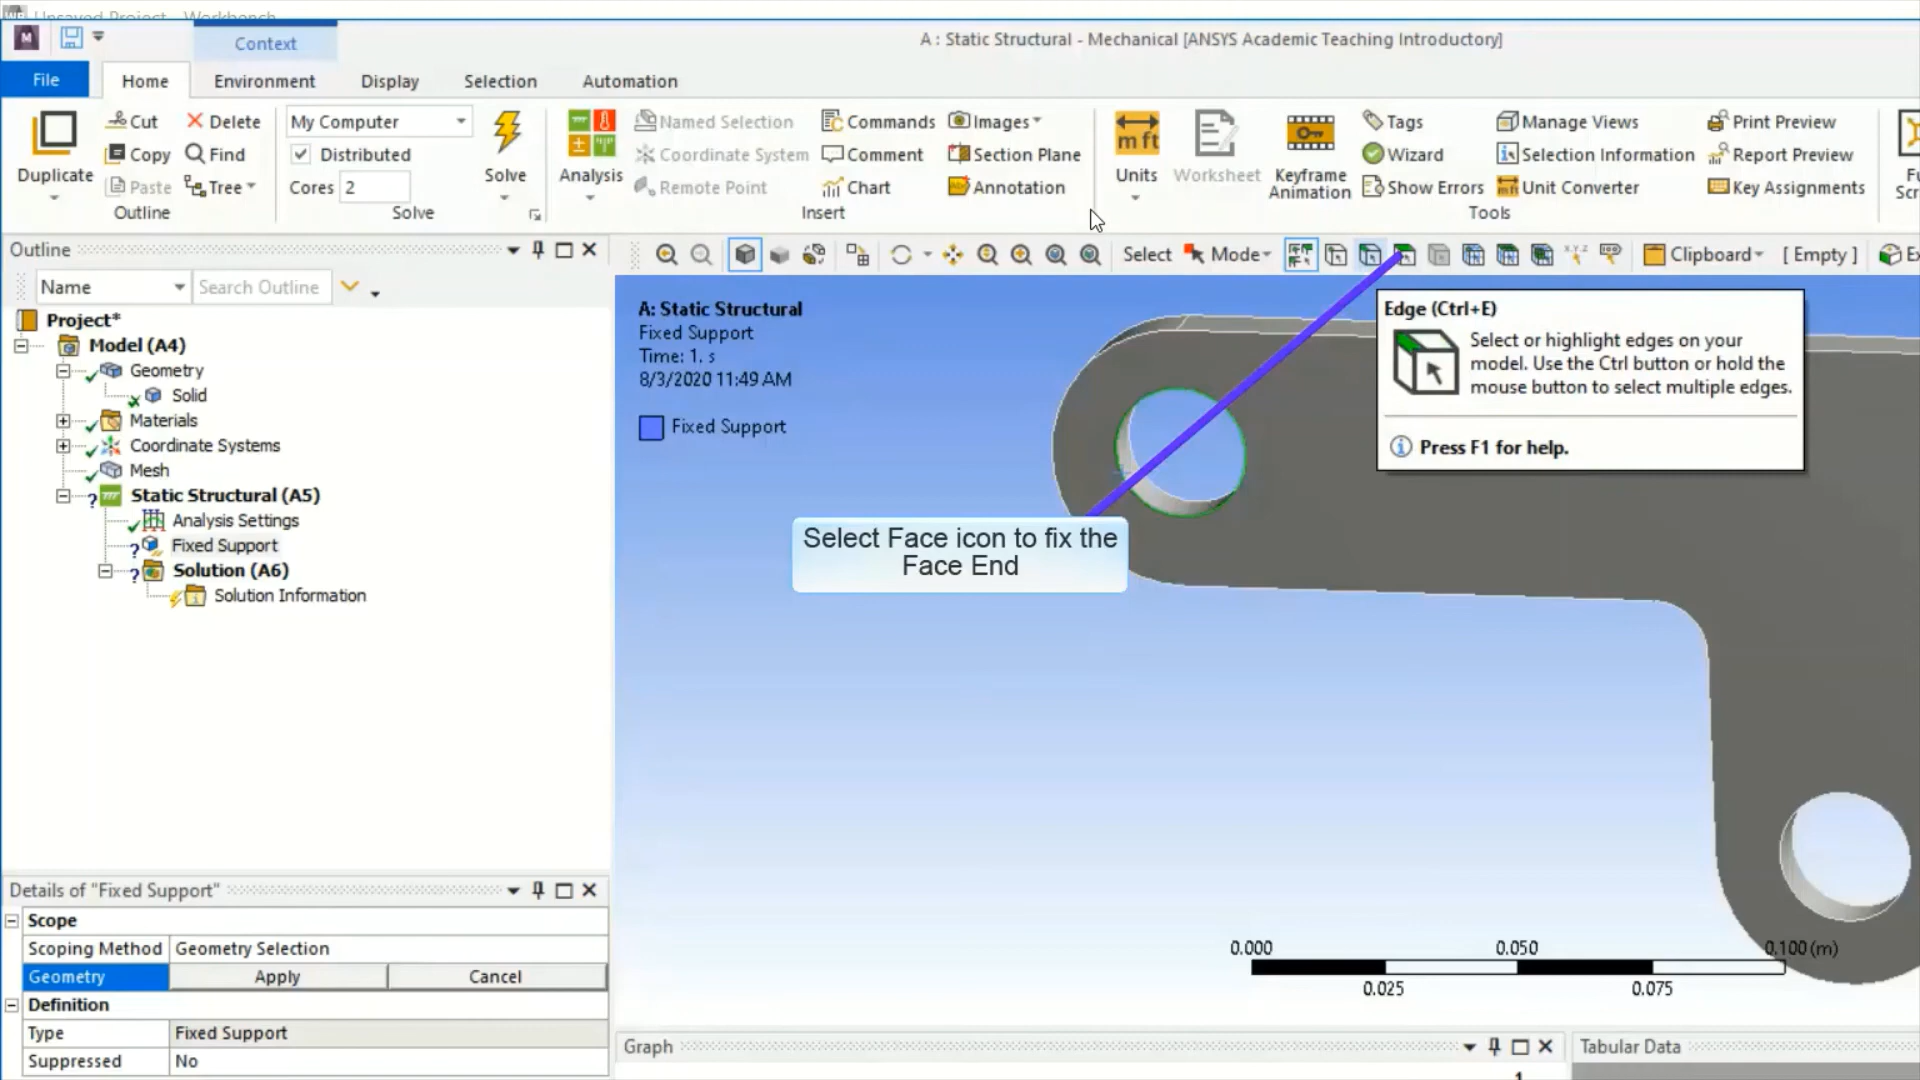 Unsaved Project - Workbench
Context
A : Static Structural - Mechanical [ANSYS Academic Teaching Introductory]
File
Home
Environment
Display
Selection
Automation
Duplicate
Cut
Copy
Paste
Delete
Find
Tree
Outline
My Computer
Distributed
Cores 2
Solve
Solve
Analysis
Named Selection
Coordinate System
Remote Point
Commands
Comment
Chart
Images
Section Plane
Annotation
Insert
Units
Worksheet
Keyframe
Animation
Tags
Wizard
Show Errors
Manage Views
Selection Information
Unit Converter
Print Preview
Report Preview
Key Assignments
Tools
Outline
Name
Search Outline
Select
Mode
Clipboard
[ Empty ]
Project*
Model (A4)
Geometry
Solid
Materials
Coordinate Systems
Mesh
Static Structural (A5)
Analysis Settings
Fixed Support
Solution (A6)
Solution Information
A: Static Structural
Fixed Support
Time: 1. s
8/3/2020 11:49 AM
Fixed Support
Edge (Ctrl+E)
Select or highlight edges on your
model. Use the Ctrl button or hold the
mouse button to select multiple edges.
Press F1 for help.
Select Face icon to fix the
Face End
0.000
0.050
0.100 (m)
0.025
0.075
Details of "Fixed Support"
Scope
Scoping Method Geometry Selection
Geometry Apply Cancel
Definition
Type Fixed Support
Suppressed No
Graph
Tabular Data